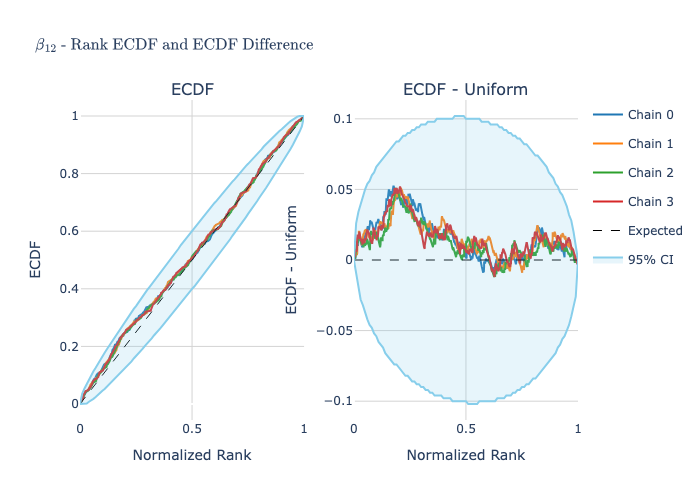 β₁₂ - Rank ECDF and ECDF Difference
ECDF
ECDF - Uniform
ECDF
1
0.8
0.6
0.4
0.2
0
0
0.5
1
Normalized Rank
ECDF - Uniform
0.1
0.05
0
−0.05
−0.1
0
0.5
1
Normalized Rank
Chain 0
Chain 1
Chain 2
Chain 3
Expected
95% CI